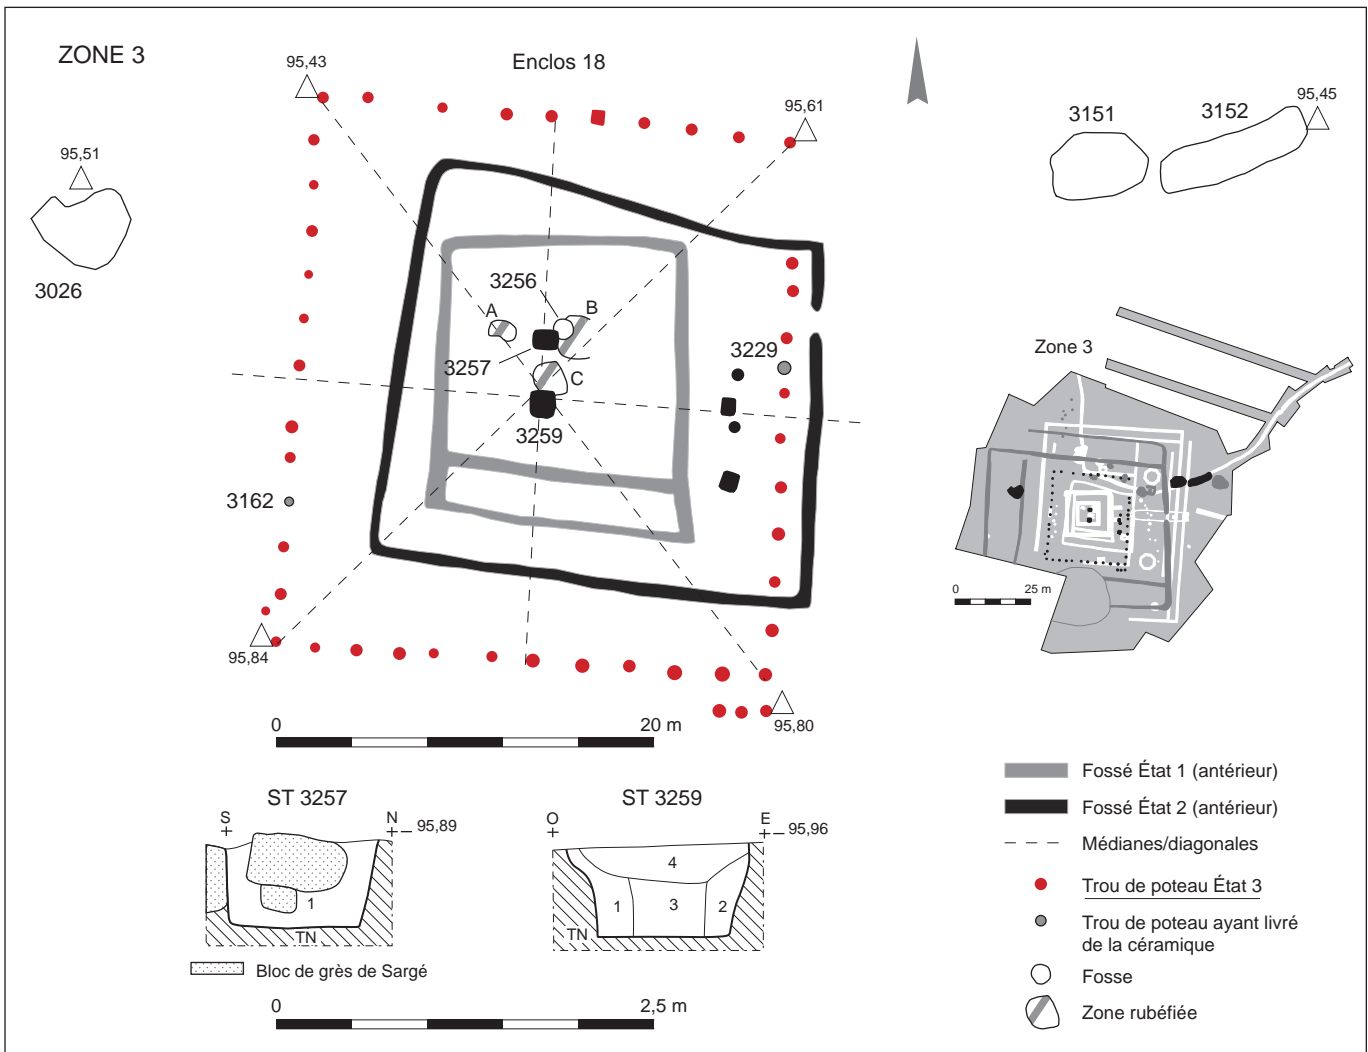 ZONE 3
95,43
Enclos 18
95,61
3151
3152
95,45
95,51
3026
3256
A
B
3257
C
3259
3229
3162
Zone 3
0
25 m
95,84
95,80
0
20 m
ST 3257
S
N
95,89
1
TN
ST 3259
O
E
95,96
4
1
3
2
TN
Bloc de grès de Sargé
0
2,5 m
Fossé État 1 (antérieur)
Fossé État 2 (antérieur)
Médianes/diagonales
Trou de poteau État 3
Trou de poteau ayant livré
de la céramique
Fosse
Zone rubéfiée